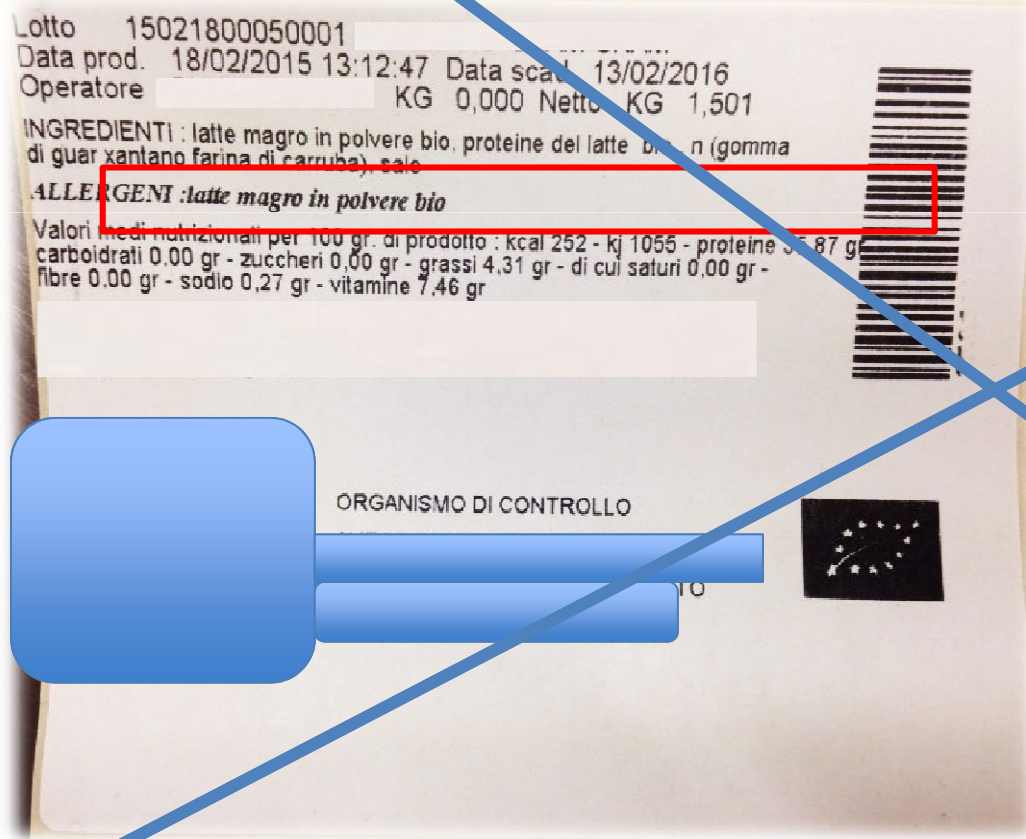 Lotto 15021800050001
Data prod. 18/02/2015 13:12:47 Data scad. 13/02/2016
Operatore KG 0,000 Netto KG 1,501
INGREDIENTI : latte magro in polvere bio, proteine del latte n (gomma
di guar xantano farina di carruba), sale
ALLERGENI :latte magro in polvere bio
Valori medi nutrizionali per 100 gr. di prodotto : kcal 252 - kj 1055 - proteine gr
carboidrati 0.00 gr - zuccheri 0,00 gr - grassi 4,31 gr - di cui saturi 0,00 gr -
fibre 0.00 gr - sodio 0,27 gr - vitamine 7,46 gr
ORGANISMO DI CONTROLLO